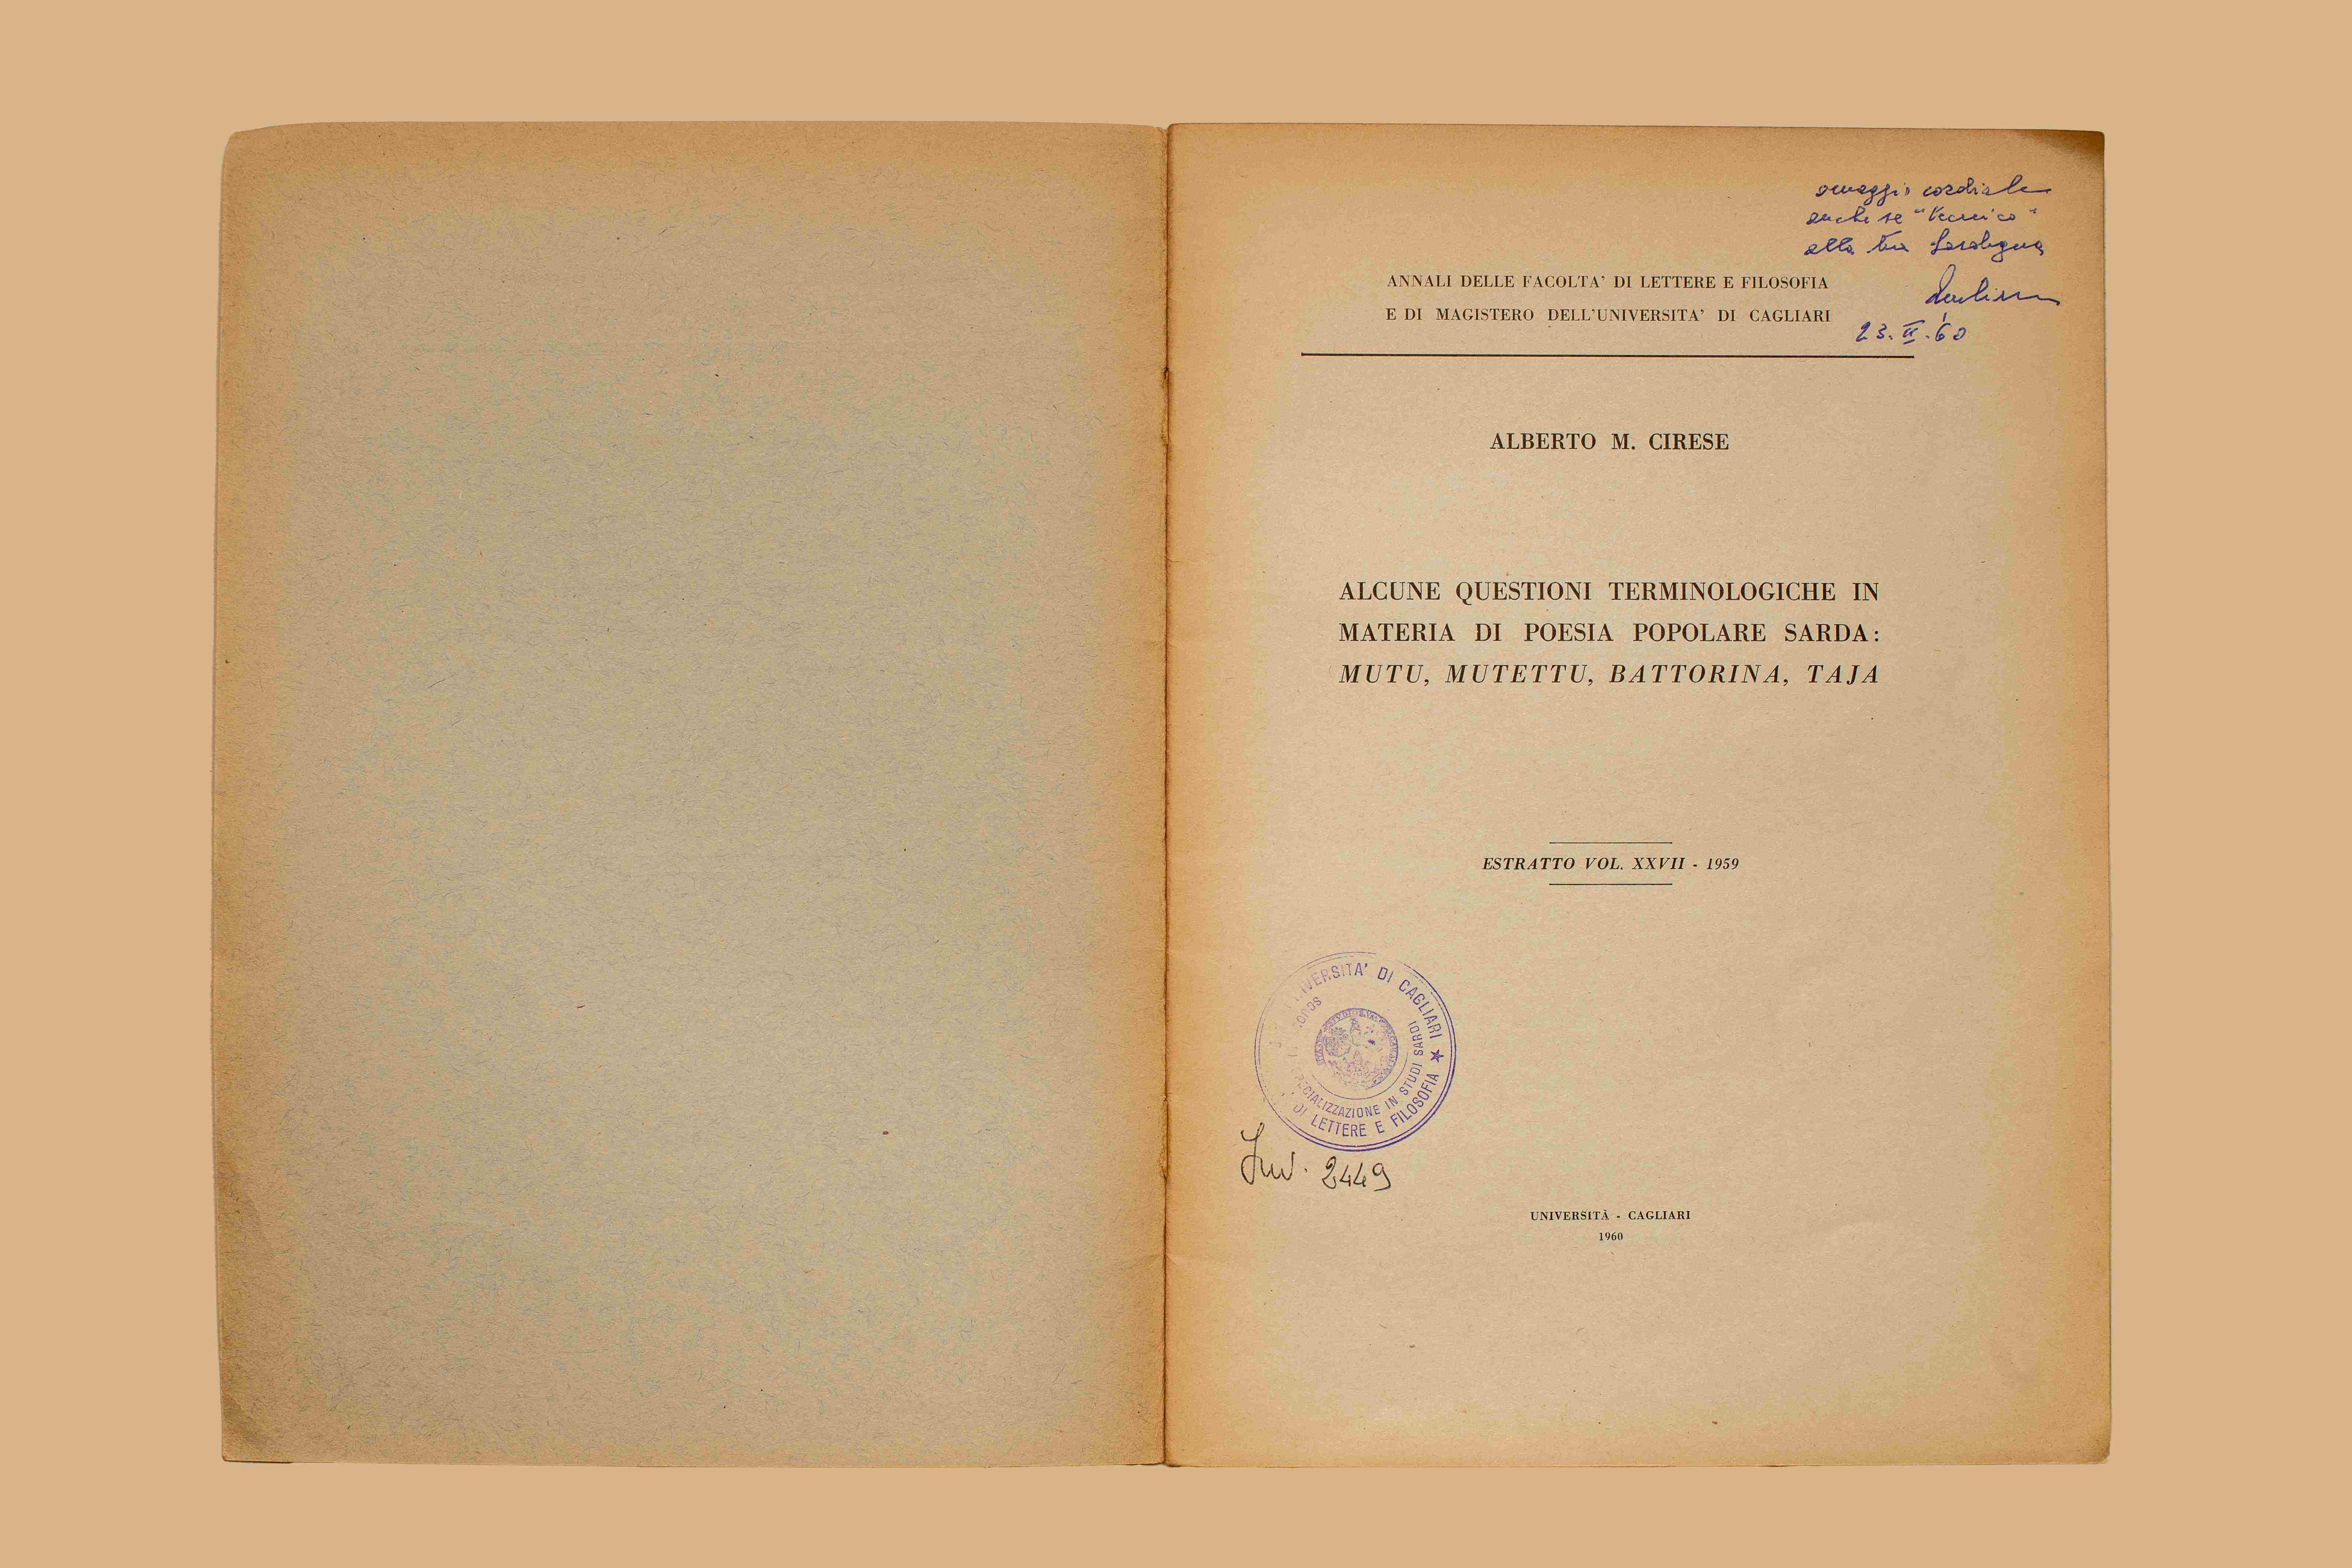 omaggio cordiale
anche se "tecnico"
alla tua Sardegna
23. II. '60
ANNALI DELLE FACOLTA' DI LETTERE E FILOSOFIA
E DI MAGISTERO DELL'UNIVERSITA' DI CAGLIARI
ALBERTO M. CIRESE
ALCUNE QUESTIONI TERMINOLOGICHE IN
MATERIA DI POESIA POPOLARE SARDA:
MUTU, MUTETTU, BATTORINA, TAJA
ESTRATTO VOL. XXVII - 1959
DI CAGLIARI ★
DI LETTERE E FILOSOFIA
IN STUDI SARDI
Inv. 2449
UNIVERSITÀ - CAGLIARI
1960